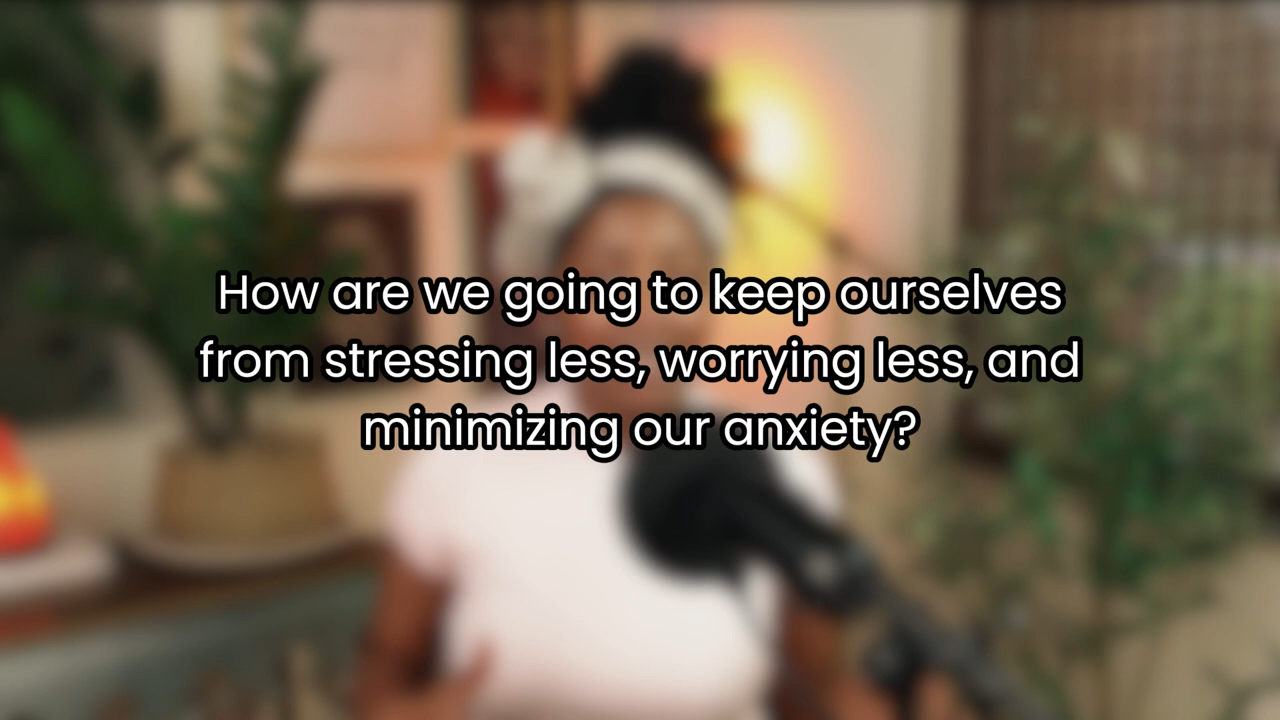 How are we going to keep ourselves
from stressing less, worrying less, and
minimizing our anxiety?